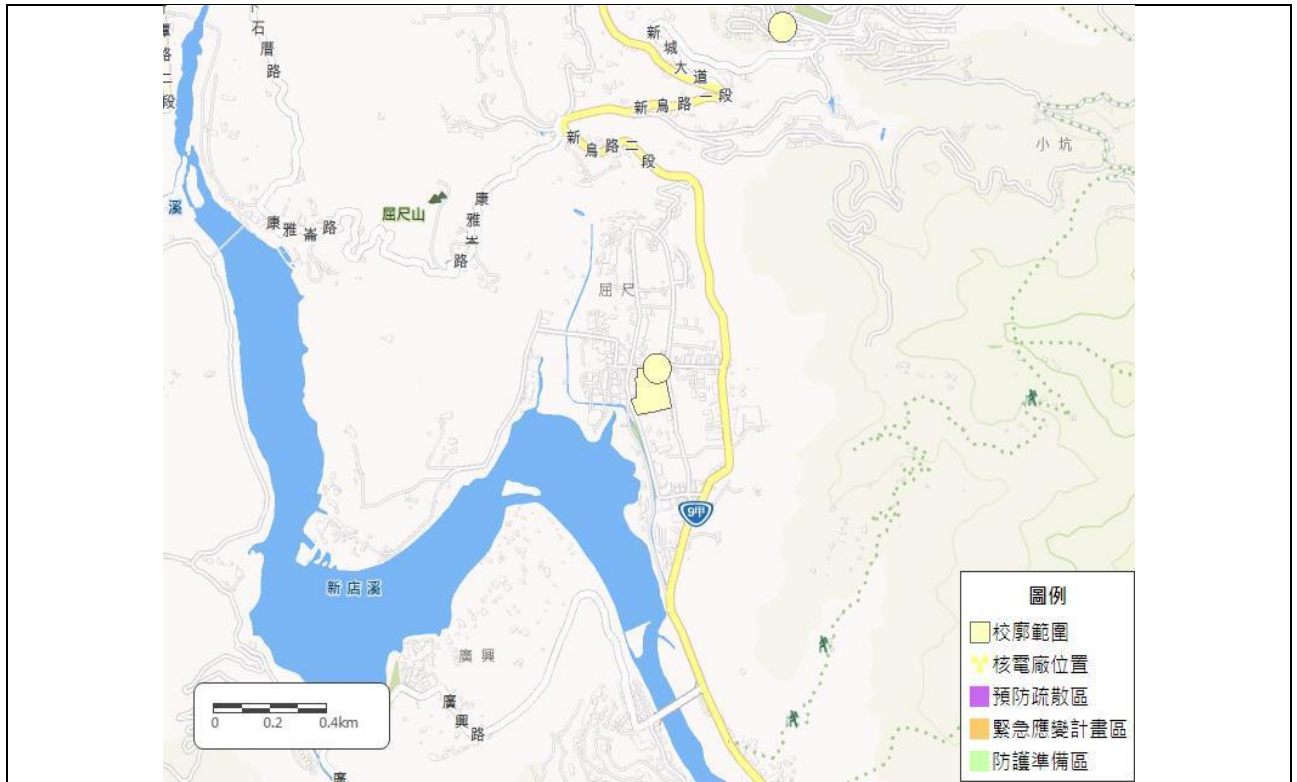 石厝路
潭路二段
新城大道
新烏路一段
新烏路二段
小坑
溪
屈尺山
康雅崙路
康雅
路
屈尺
9甲
新店溪
廣興
廣興路
廣
0 0.2 0.4km
圖例
校廓範圍
核電廠位置
預防疏散區
緊急應變計畫區
防護準備區